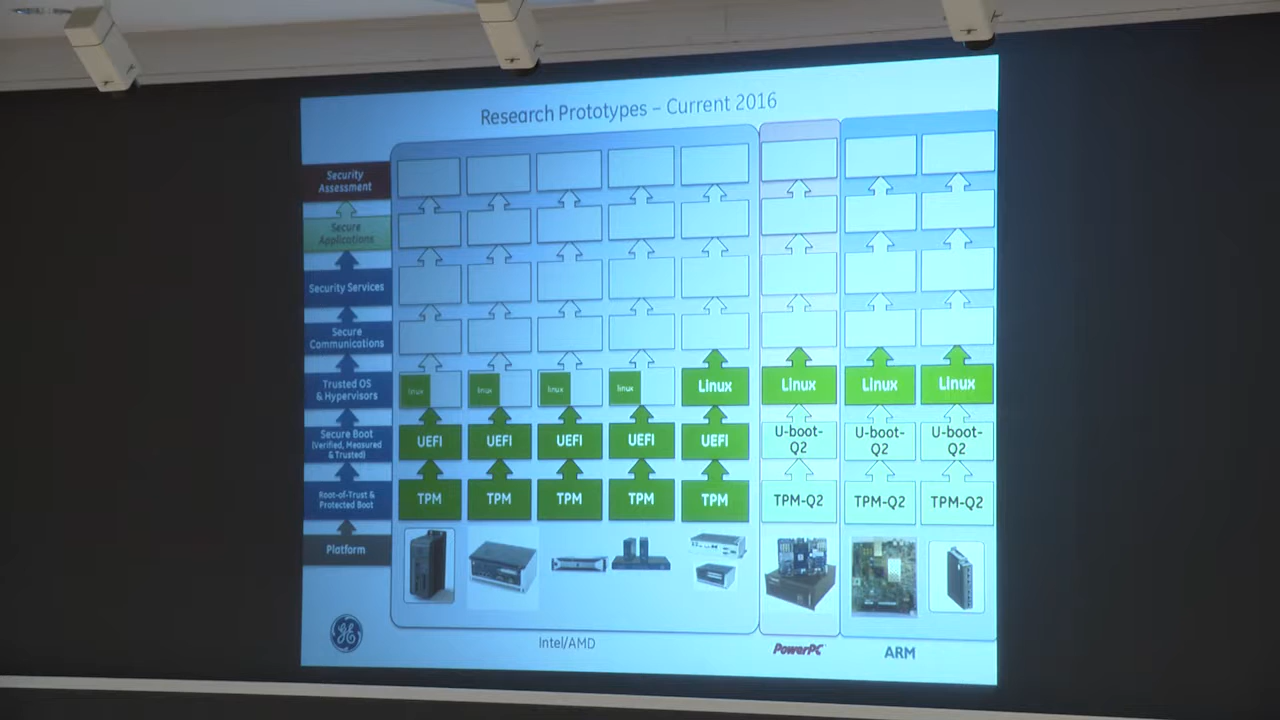 Research Prototypes – Current 2016
Security
Assessment
Secure
Applications
Security Services
Secure
Communications
Trusted OS
& Hypervisors
linux
linux
linux
linux
Linux
Linux
Linux
Linux
Secure Boot
(Verified, Measured
& Trusted)
UEFI
UEFI
UEFI
UEFI
UEFI
U-boot-
Q2
U-boot-
Q2
U-boot-
Q2
Root-of-Trust &
Protected Boot
TPM
TPM
TPM
TPM
TPM
TPM-Q2
TPM-Q2
TPM-Q2
Platform
GE
Intel/AMD
PowerPC
ARM